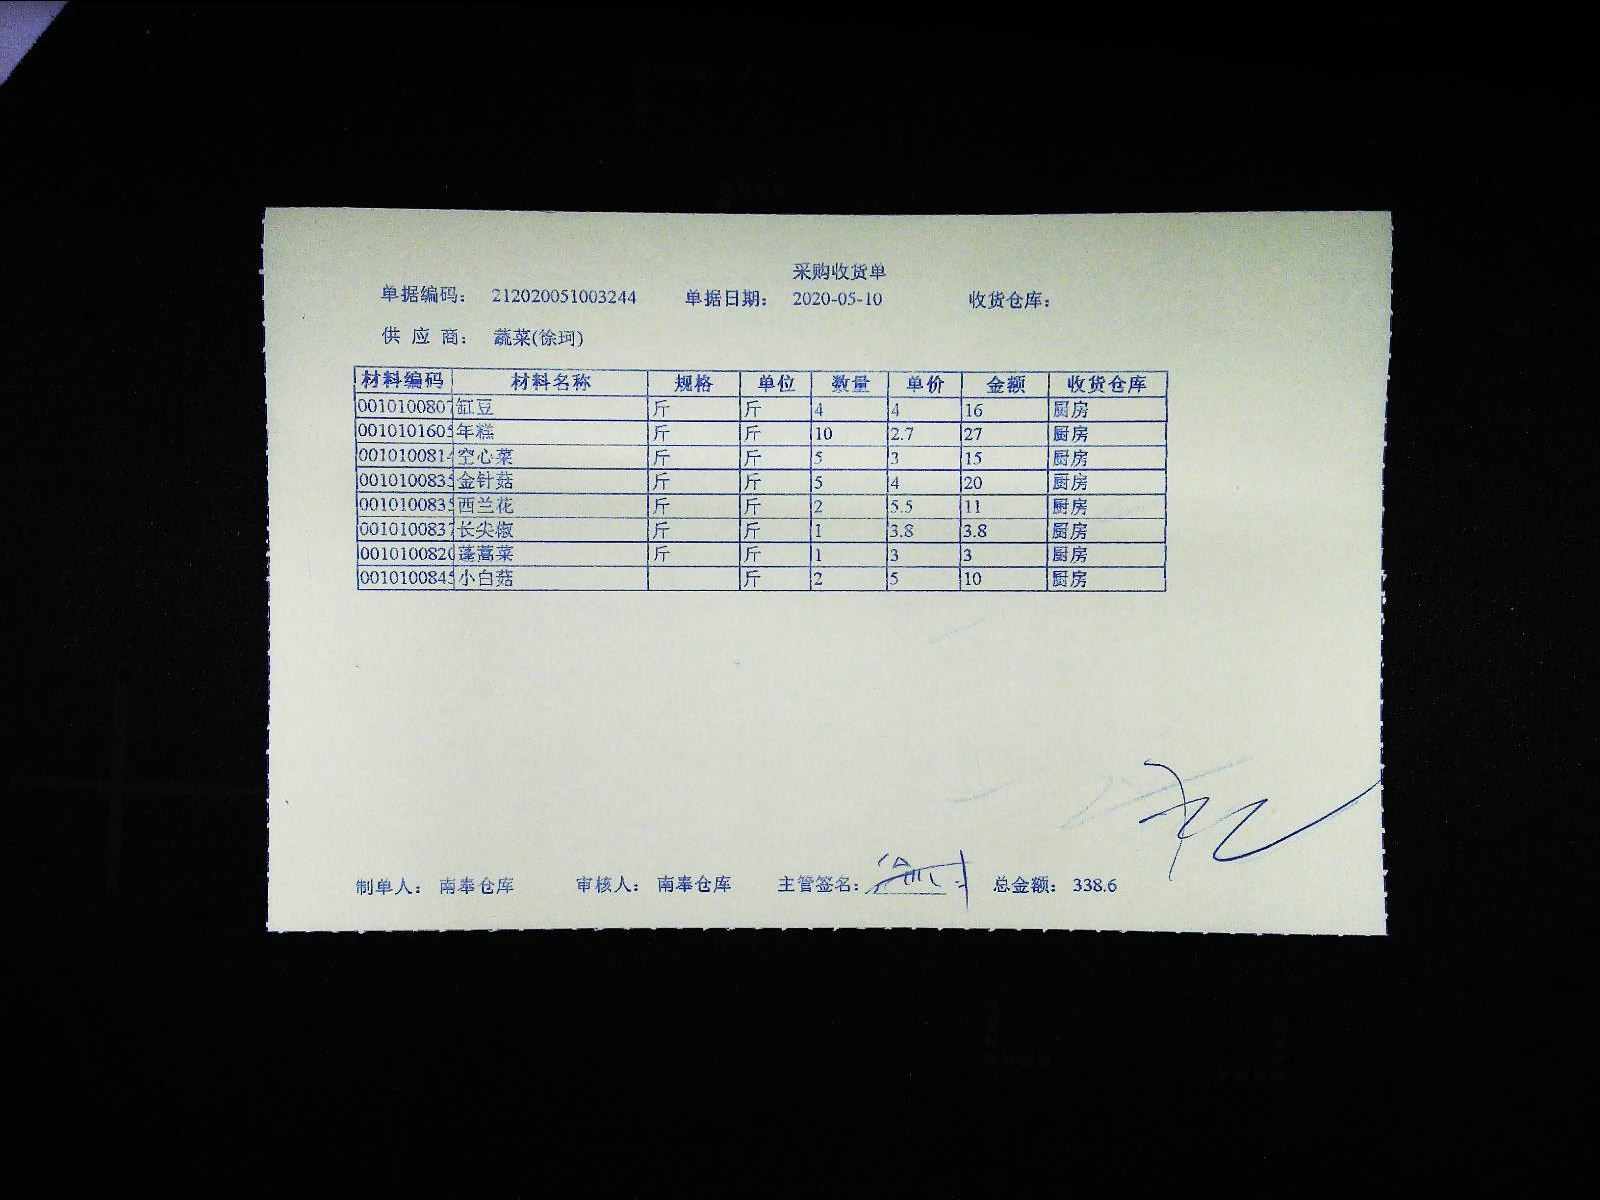 采购收货单
单据编码： 212020051003244 单据日期： 2020-05-10 收货仓库：
供 应 商： 蔬菜(徐珂)
材料编码 材料名称 规格 单位 数量 单价 金额 收货仓库
001010080 缸豆 斤 斤 4 4 16 厨房
001010160 年糕 斤 斤 10 2.7 27 厨房
001010081 空心菜 斤 斤 5 3 15 厨房
001010083 金针菇 斤 斤 5 4 20 厨房
001010083 西兰花 斤 斤 2 5.5 11 厨房
001010083 长尖椒 斤 斤 1 3.8 3.8 厨房
001010082 蓬蒿菜 斤 斤 1 3 3 厨房
001010084 小白菇 斤 2 5 10 厨房
制单人： 南奉仓库 审核人： 南奉仓库 主管签名： 总金额： 338.6